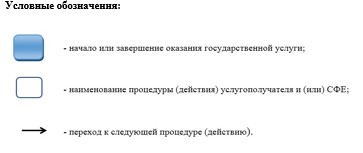 Условные обозначения:
- начало или завершение оказания государственной услуги;
- наименование процедуры (действия) услугополучателя и (или) СФЕ;
- переход к следующей процедуре (действию).